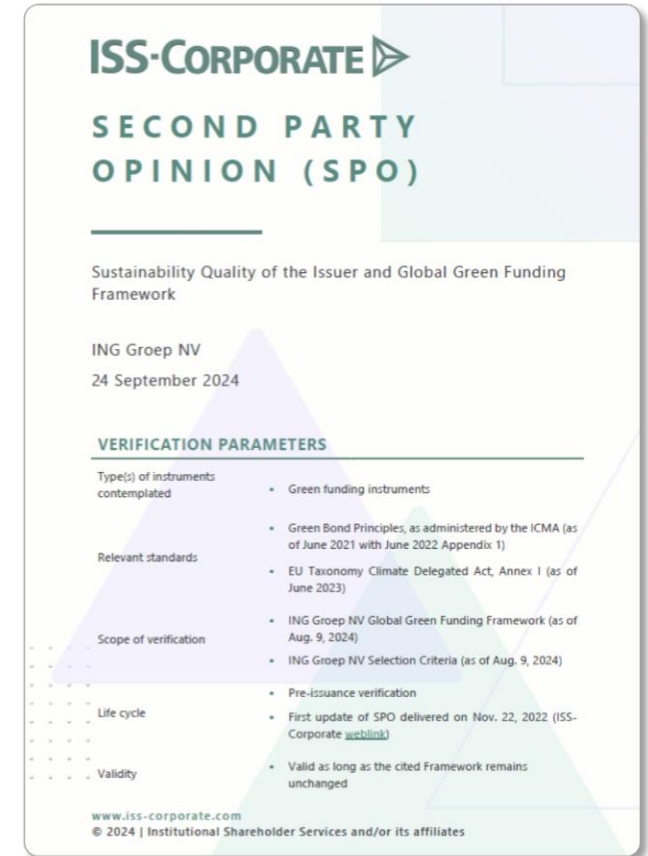 ISS-CORPORATE
SECOND PARTY
OPINION (SPO)
Sustainability Quality of the Issuer and Global Green Funding
Framework
ING Groep NV
24 September 2024
VERIFICATION PARAMETERS
Type(s) of instruments
contemplated
▪ Green funding instruments
Relevant standards
▪ Green Bond Principles, as administered by the ICMA (as
of June 2021 with June 2022 Appendix 1)
▪ EU Taxonomy Climate Delegated Act, Annex I (as of
June 2023)
Scope of verification
▪ ING Groep NV Global Green Funding Framework (as of
Aug. 9, 2024)
▪ ING Groep NV Selection Criteria (as of Aug. 9, 2024)
Life cycle
▪ Pre-issuance verification
▪ First update of SPO delivered on Nov. 22, 2022 (ISS-
Corporate weblink)
Validity
▪ Valid as long as the cited Framework remains
unchanged
www.iss-corporate.com
© 2024 | Institutional Shareholder Services and/or its affiliates